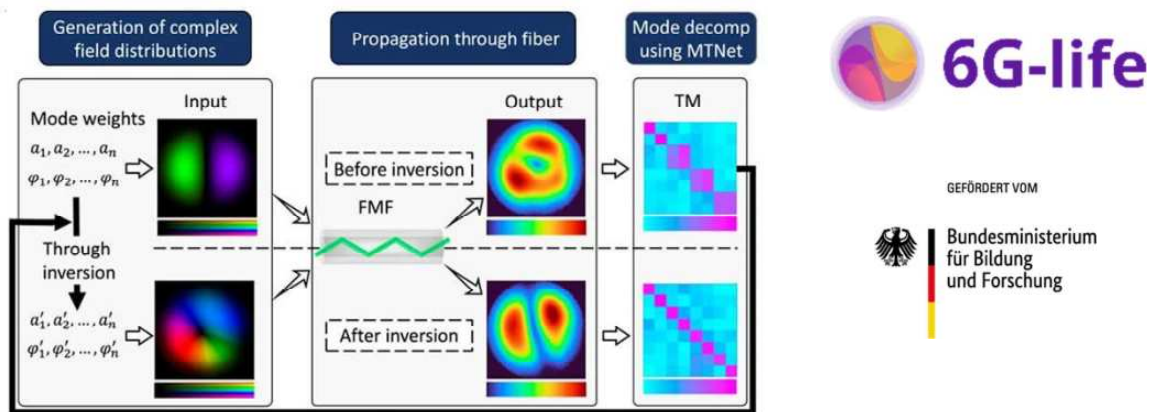 Generation of complex
field distributions
Propagation through fiber
Mode decomp
using MTNet
Input
Mode weights
a₁, a₂, ..., aₙ
φ₁, φ₂, ..., φₙ
Through
inversion
a′₁, a′₂, ..., a′ₙ
φ′₁, φ′₂, ..., φ′ₙ
Output
Before inversion
FMF
After inversion
TM
6G-life
GEFÖRDERT VOM
Bundesministerium
für Bildung
und Forschung